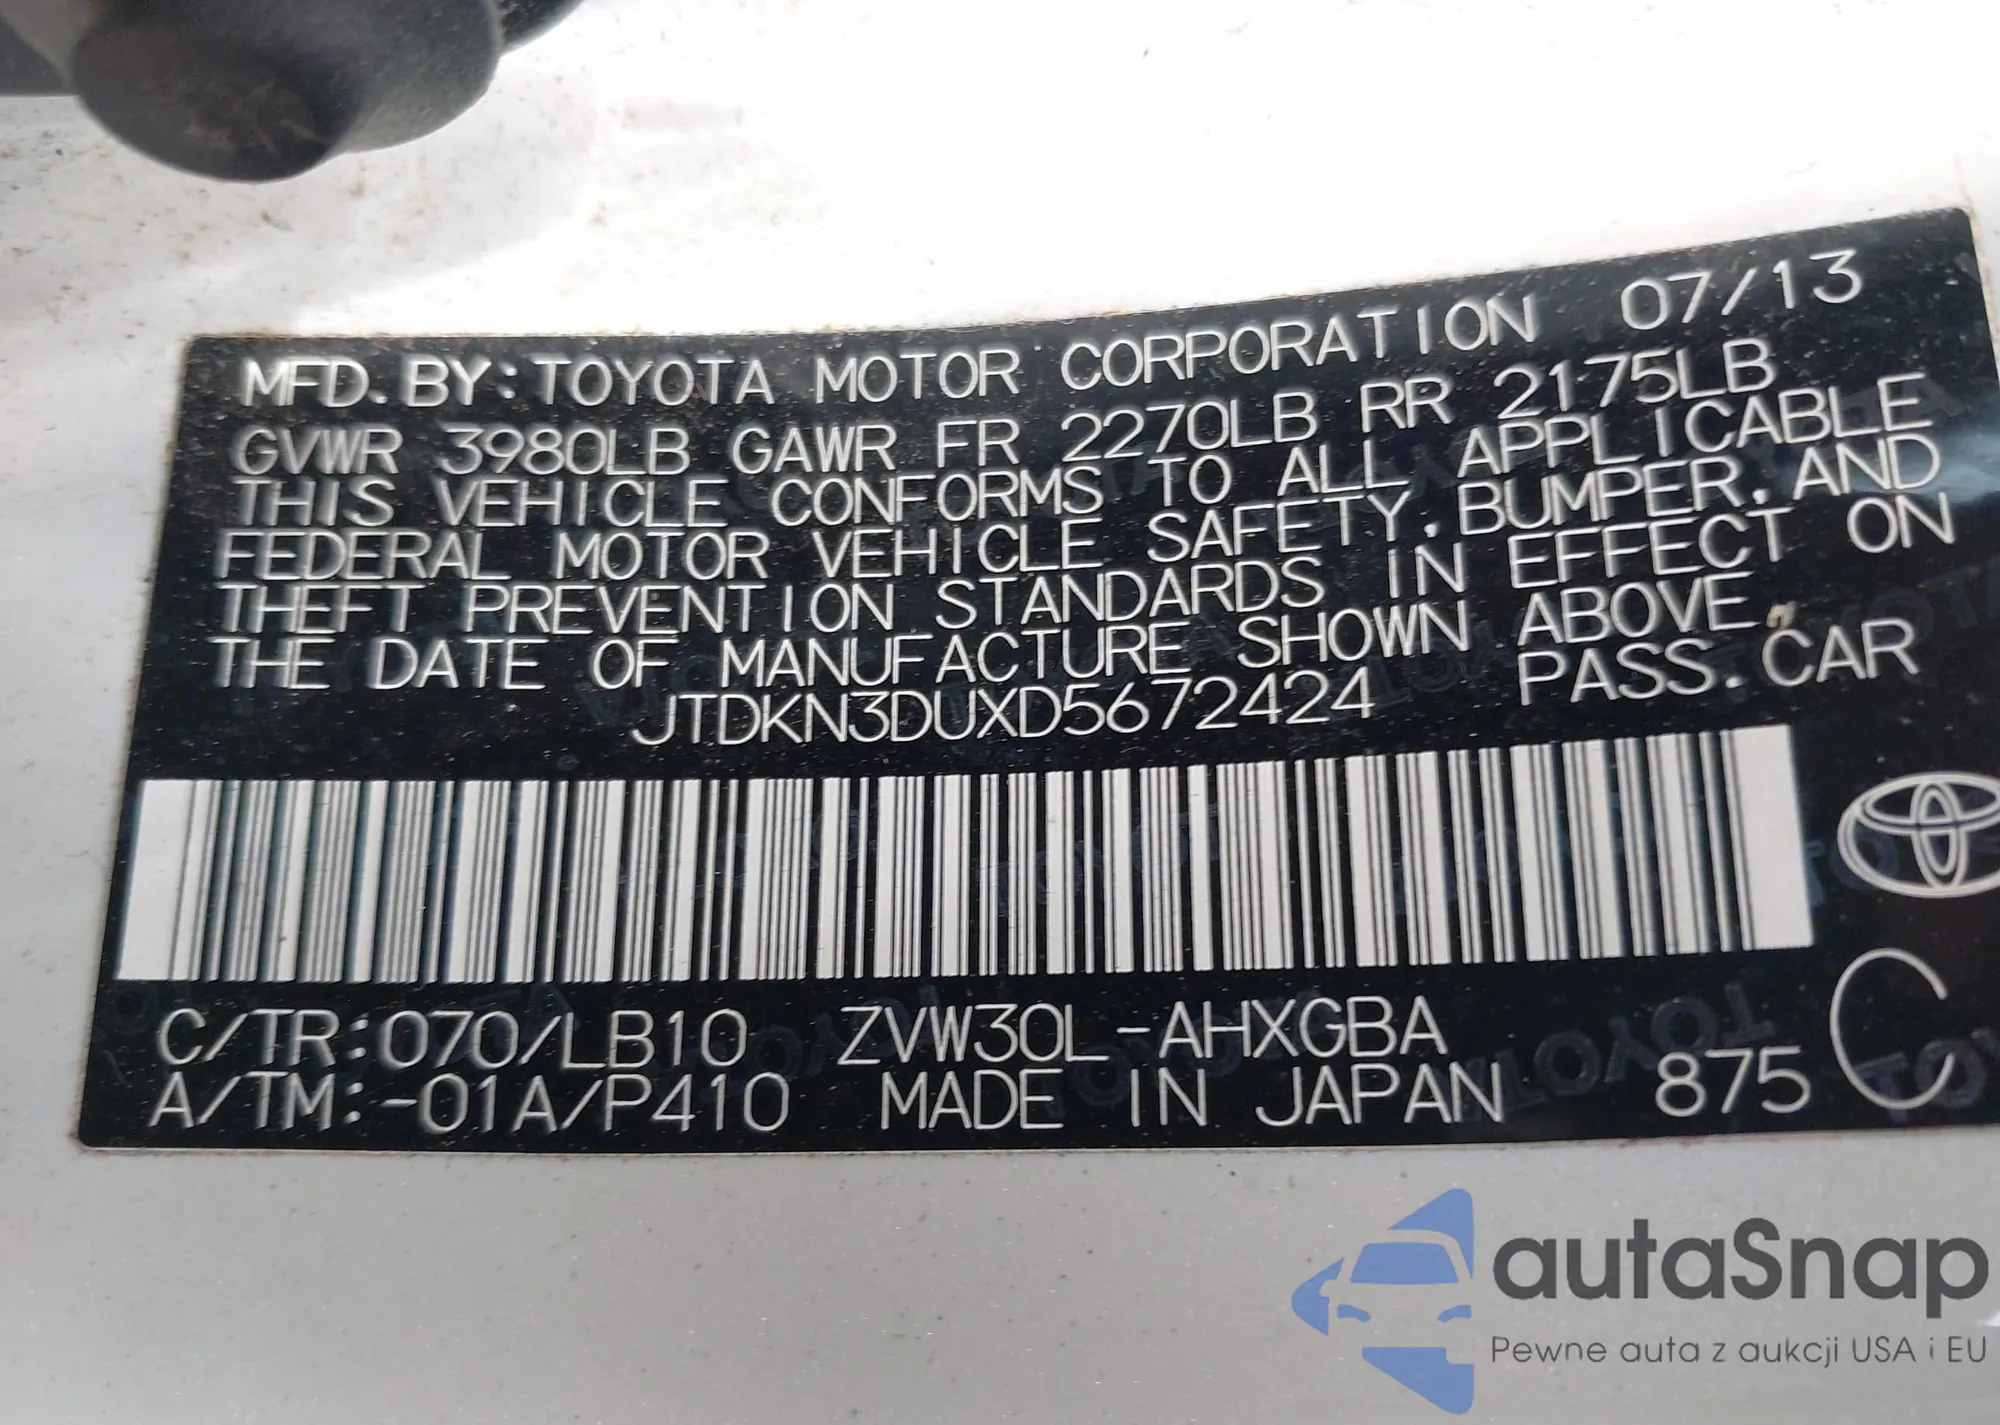 MFD. BY: TOYOTA MOTOR CORPORATION 07/13
GVWR 3980LB GAWR FR 2270LB RR 2175LB
THIS VEHICLE CONFORMS TO ALL APPLICABLE
FEDERAL MOTOR VEHICLE SAFETY, BUMPER, AND
THEFT PREVENTION STANDARDS IN EFFECT ON
THE DATE OF MANUFACTURE SHOWN ABOVE.
JTDKN3DUXD5672424 PASS. CAR
C/TR:070/LB10 ZVW30L-AHXGBA
A/TM:-01A/P410 MADE IN JAPAN 875 C
autaSnap
Pewne auta z aukcji USA i EU